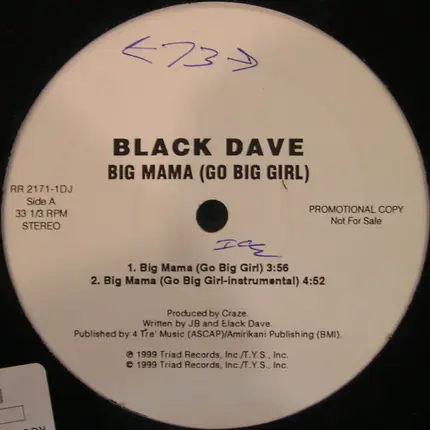 <73>
BLACK DAVE
BIG MAMA (GO BIG GIRL)
RR 2171-1DJ
Side A
33 1/3 RPM
STEREO
PROMOTIONAL COPY
Not For Sale
1. Big Mama (Go Big Girl) 3:56
2. Big Mama (Go Big Girl-instrumental) 4:52
Produced by Craze.
Written by JB and Black Dave.
Published by 4 Tre' Music (ASCAP)/Amirikani Publishing (BMI).
℗ 1999 Triad Records, Inc./T.Y.S., Inc.
© 1999 Triad Records, Inc./T.Y.S., Inc.